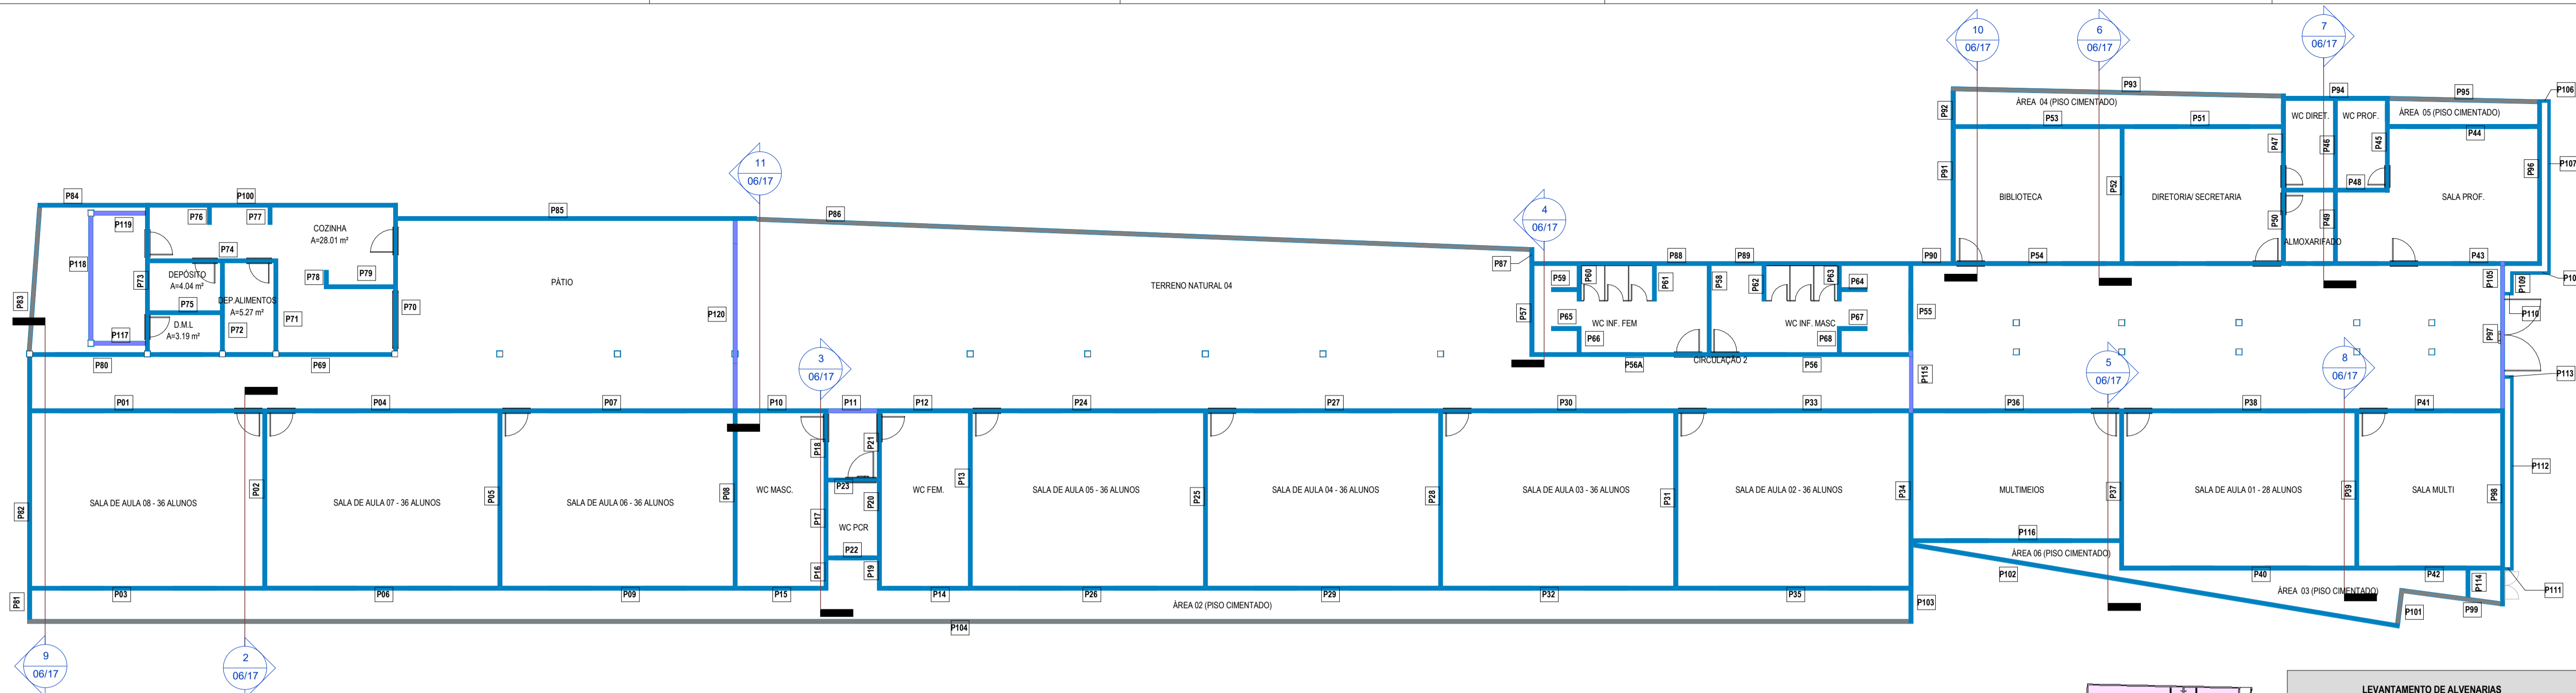 10
06/17
6
06/17
7
06/17
P93
P94
P95
P106
ÁREA 04 (PISO CIMENTADO)
P92
P53
P51
WC DIRET.
WC PROF.
ÁREA 05 (PISO CIMENTADO)
P44
P47
P46
P45
P107
P91
P52
P48
P96
BIBLIOTECA
DIRETORIA/ SECRETARIA
SALA PROF.
P50
P49
ALMOXARIFADO
11
06/17
P84
P100
P85
P86
4
06/17
P119
P76
P77
COZINHA
A=28.01 m²
P74
P118
P73
DEPÓSITO
A=4.04 m²
P78
P79
P75
DEP.ALIMENTOS
A=5.27 m²
D.M.L
A=3.19 m²
P72
P71
P70
P83
P117
P80
P69
PÁTIO
P120
TERRENO NATURAL 04
P87
P88
P89
P90
P54
P43
P59
P60
P61
P58
P62
P63
P64
P105
P109
P10
P57
P65
P66
WC INF. FEM
WC INF. MASC
P67
P68
P55
P110
P97
P56A
CIRCULAÇÃO 2
P56
P115
3
06/17
5
06/17
8
06/17
P113
P01
P04
P07
P10
P11
P12
P24
P27
P30
P33
P36
P38
P41
P18
P21
P13
P23
P82
P02
P05
P08
P17
P20
P25
P28
P31
P34
P37
P39
P98
P112
SALA DE AULA 08 - 36 ALUNOS
SALA DE AULA 07 - 36 ALUNOS
SALA DE AULA 06 - 36 ALUNOS
WC MASC.
WC PCR
WC FEM.
SALA DE AULA 05 - 36 ALUNOS
SALA DE AULA 04 - 36 ALUNOS
SALA DE AULA 03 - 36 ALUNOS
SALA DE AULA 02 - 36 ALUNOS
MULTIMEIOS
SALA DE AULA 01 - 28 ALUNOS
SALA MULTI
P22
P116
ÁREA 06 (PISO CIMENTADO)
P16
P19
P102
P40
P42
P114
P111
P81
P03
P06
P09
P15
P14
P26
P29
P32
P35
P103
ÁREA 03 (PISO CIMENTADO)
ÁREA 02 (PISO CIMENTADO)
P101
P99
P104
9
06/17
2
06/17
LEVANTAMENTO DE ALVENARIAS